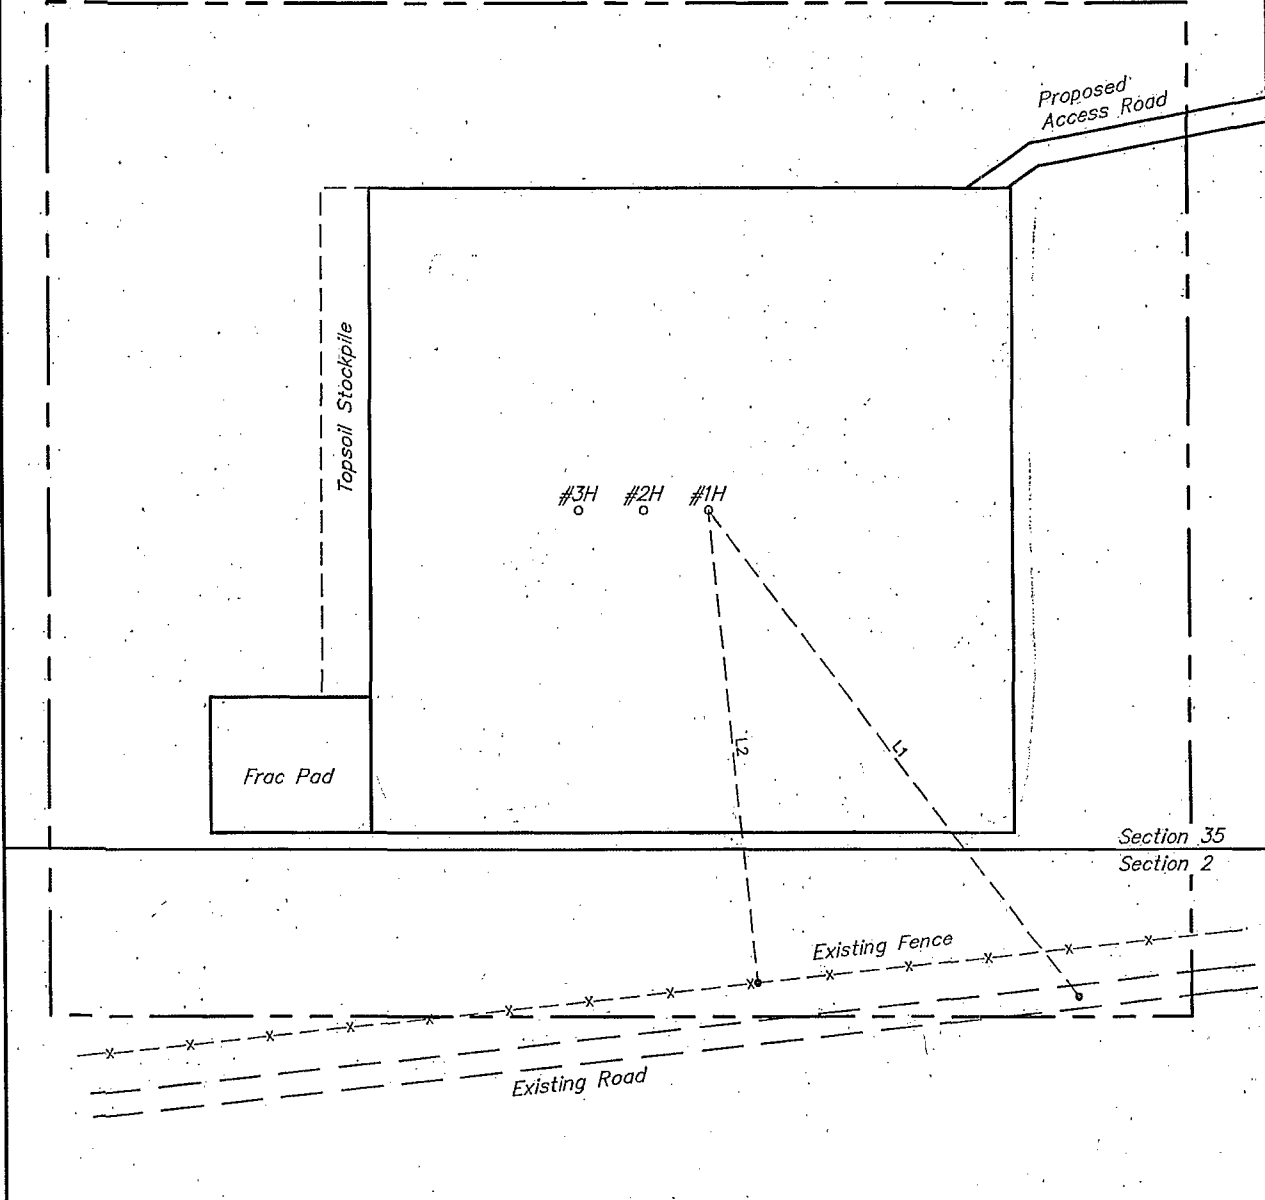 Proposed
Access Road
Topsoil Stockpile
#3H #2H #1H
L2
L1
Frac Pad
Section 35
Section 2
Existing Fence
Existing Road